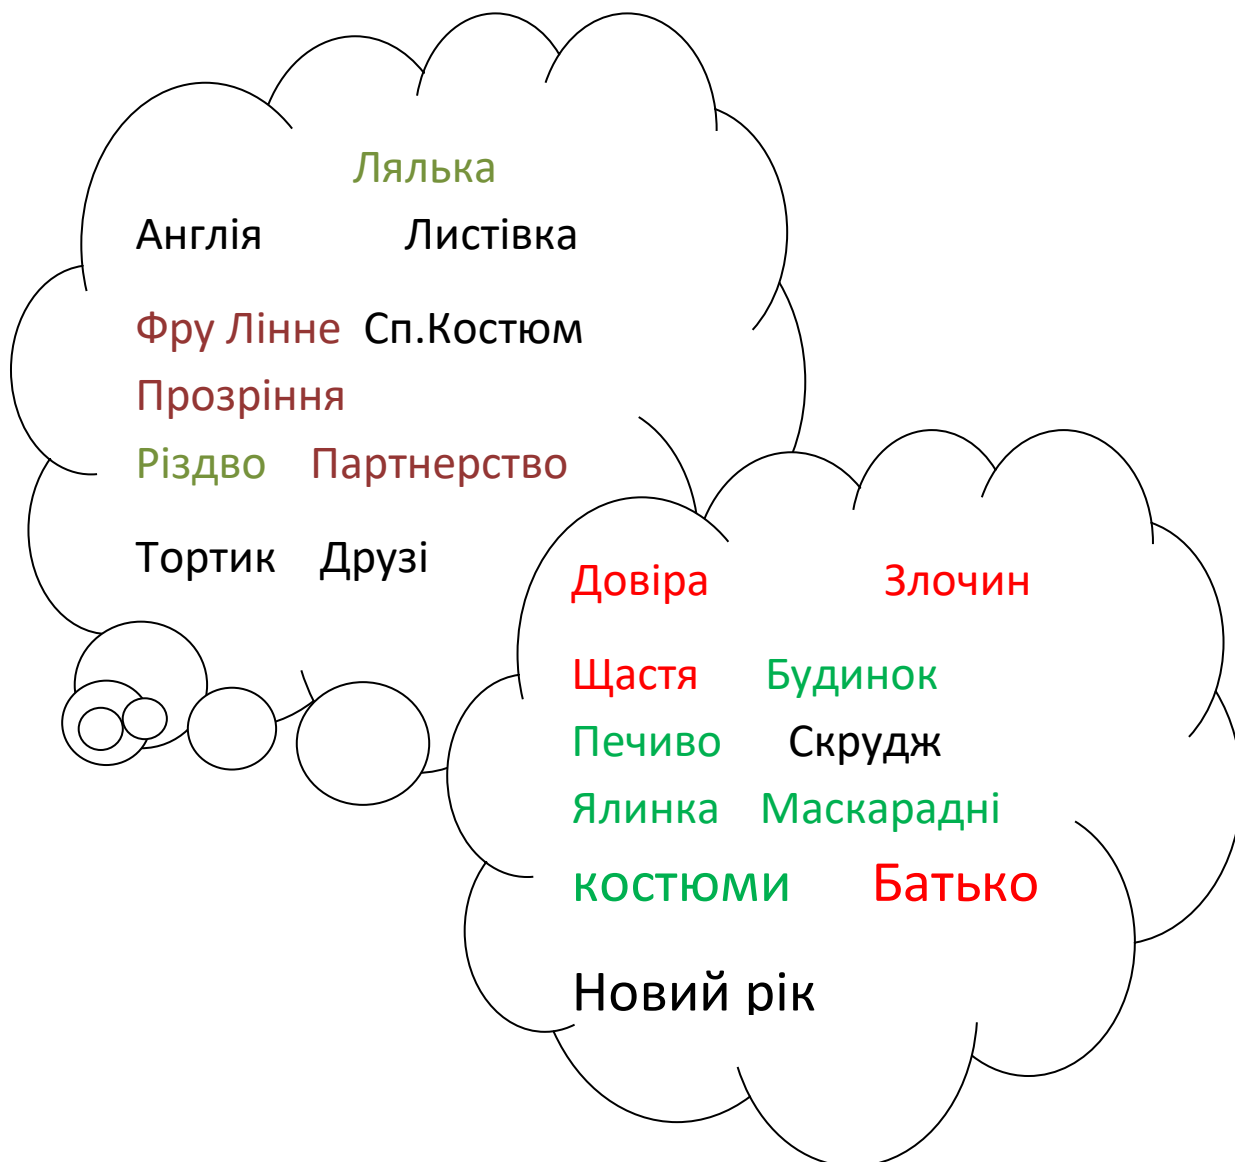 Лялька
Англія Листівка
Фру Лінне Сп.Костюм
Прозріння
Різдво Партнерство
Тортик Друзі
Довіра Злочин
Щастя Будинок
Печиво Скрудж
Ялинка Маскарадні
костюми Батько
Новий рік